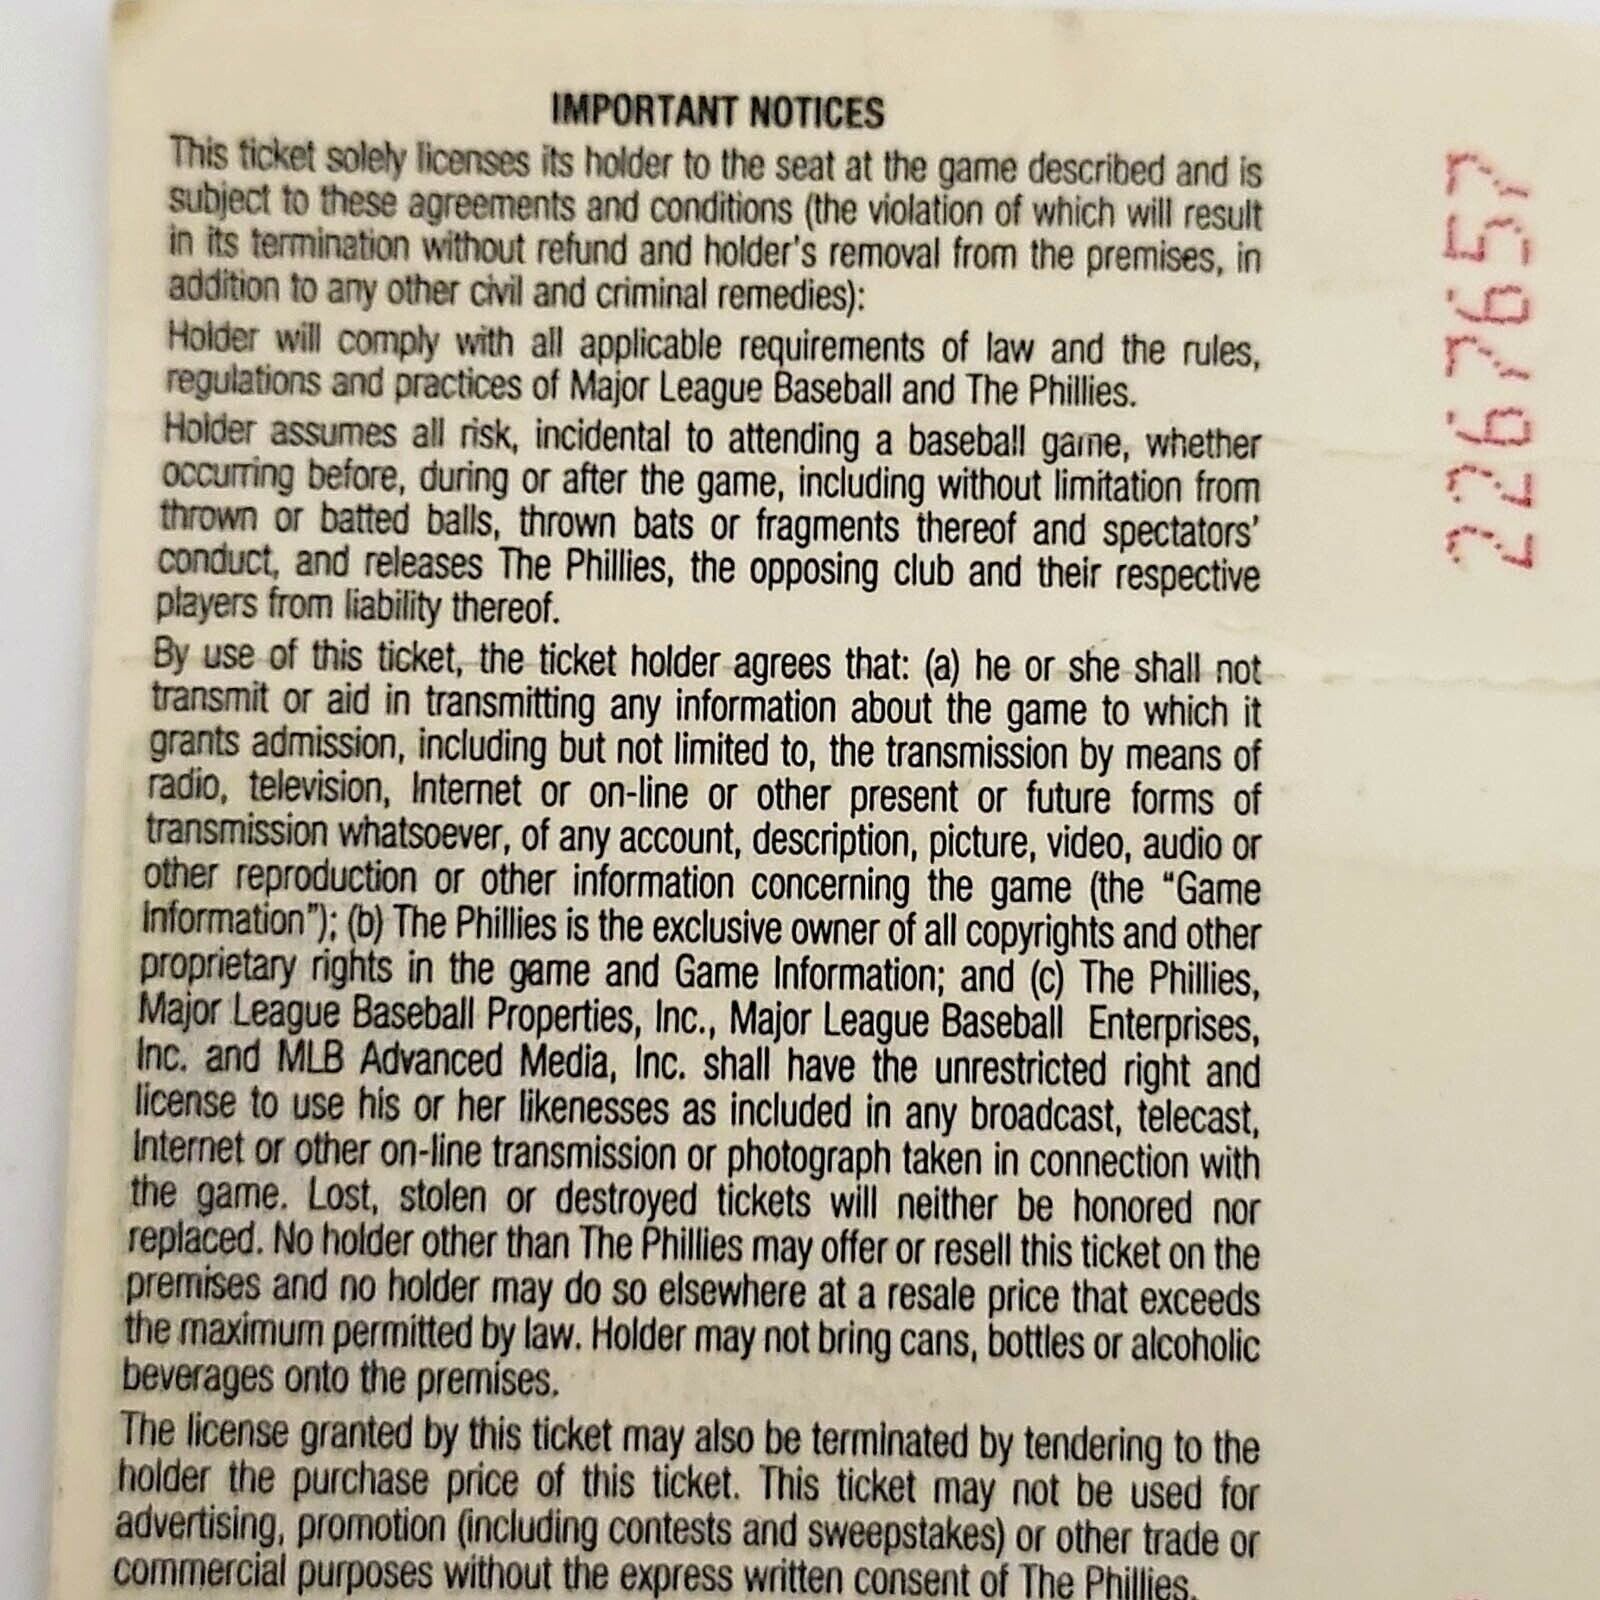 IMPORTANT NOTICES
This ticket solely licenses its holder to the seat at the game described and is
subject to these agreements and conditions (the violation of which will result
in its termination without refund and holder's removal from the premises, in
addition to any other civil and criminal remedies):
Holder will comply with all applicable requirements of law and the rules,
regulations and practices of Major League Baseball and The Phillies.
Holder assumes all risk, incidental to attending a baseball game, whether
occurring before, during or after the game, including without limitation from
thrown or batted balls, thrown bats or fragments thereof and spectators'
conduct, and releases The Phillies, the opposing club and their respective
players from liability thereof.
By use of this ticket, the ticket holder agrees that: (a) he or she shall not
transmit or aid in transmitting any information about the game to which it
grants admission, including but not limited to, the transmission by means of
radio, television, Internet or on-line or other present or future forms of
transmission whatsoever, of any account, description, picture, video, audio or
other reproduction or other information concerning the game (the “Game
Information”); (b) The Phillies is the exclusive owner of all copyrights and other
proprietary rights in the game and Game Information; and (c) The Phillies,
Major League Baseball Properties, Inc., Major League Baseball Enterprises,
Inc. and MLB Advanced Media, Inc. shall have the unrestricted right and
license to use his or her likenesses as included in any broadcast, telecast,
Internet or other on-line transmission or photograph taken in connection with
the game. Lost, stolen or destroyed tickets will neither be honored nor
replaced. No holder other than The Phillies may offer or resell this ticket on the
premises and no holder may do so elsewhere at a resale price that exceeds
the maximum permitted by law. Holder may not bring cans, bottles or alcoholic
beverages onto the premises.
The license granted by this ticket may also be terminated by tendering to the
holder the purchase price of this ticket. This ticket may not be used for
advertising, promotion (including contests and sweepstakes) or other trade or
commercial purposes without the express written consent of The Phillies.
2267657